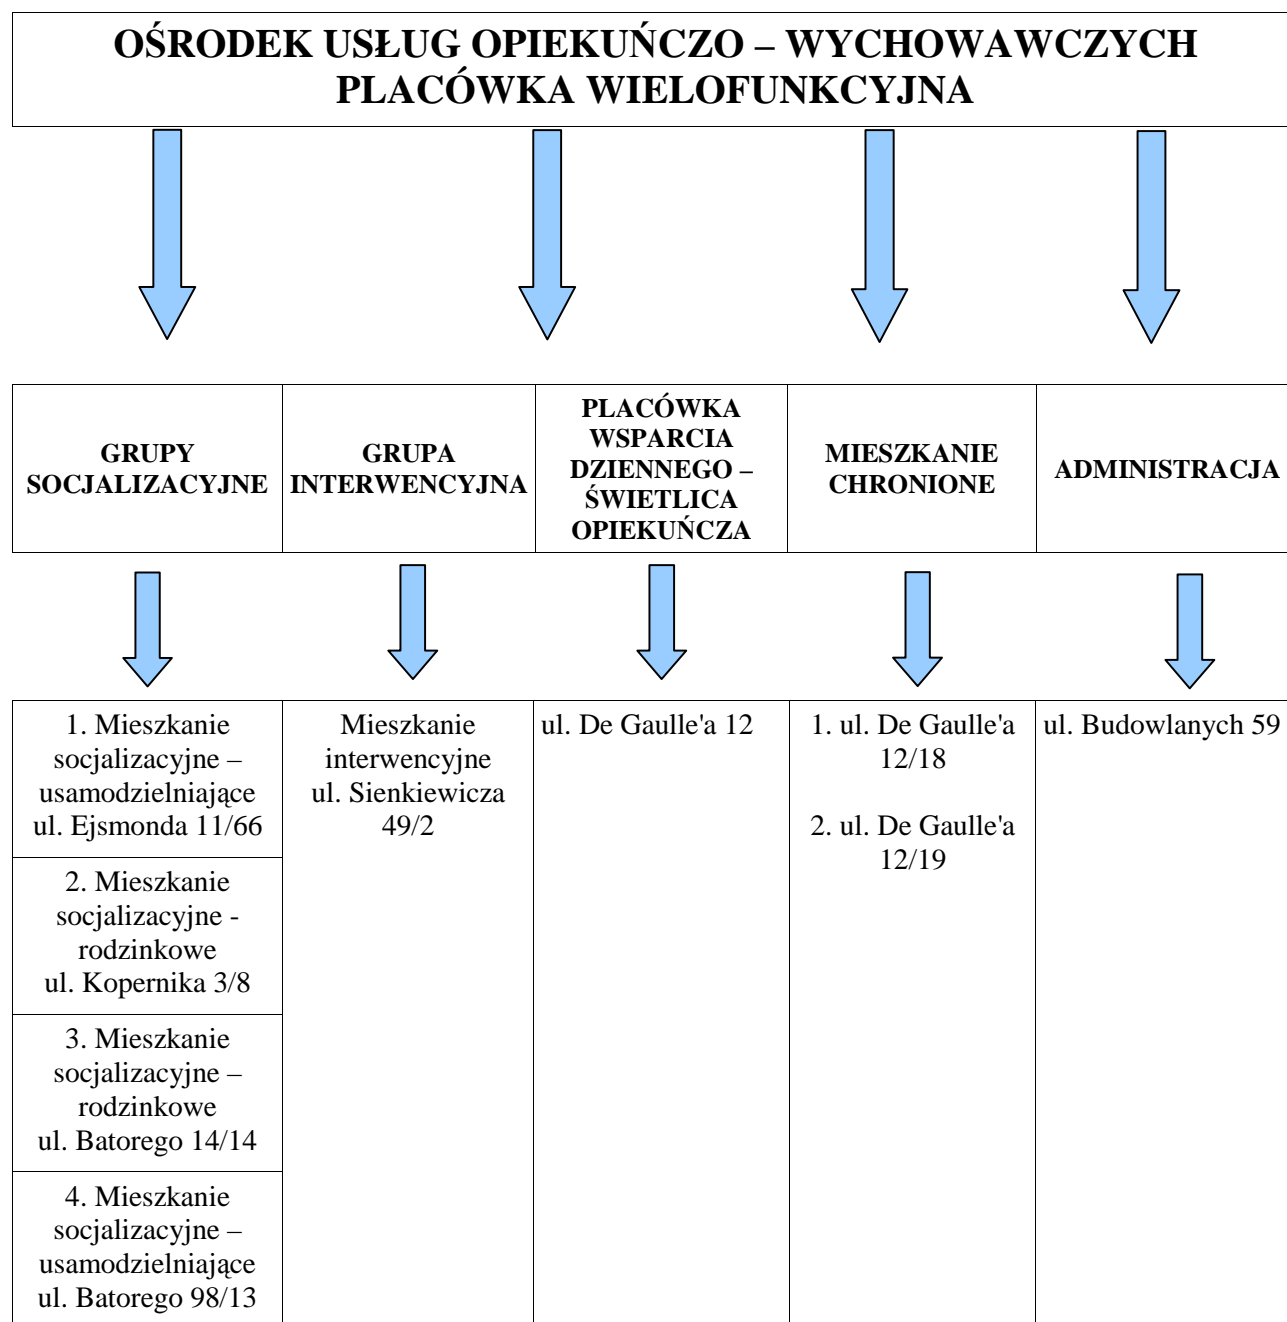 OŚRODEK USŁUG OPIEKUŃCZO – WYCHOWAWCZYCH
PLACÓWKA WIELOFUNKCYJNA
GRUPY
SOCJALIZACYJNE
GRUPA
INTERWENCYJNA
PLACÓWKA
WSPARCIA
DZIENNEGO –
ŚWIETLICA
OPIEKUŃCZA
MIESZKANIE
CHRONIONE
ADMINISTRACJA
1. Mieszkanie
socjalizacyjne –
usamodzielniające
ul. Ejsmonda 11/66
2. Mieszkanie
socjalizacyjne -
rodzinkowe
ul. Kopernika 3/8
3. Mieszkanie
socjalizacyjne –
rodzinkowe
ul. Batorego 14/14
4. Mieszkanie
socjalizacyjne –
usamodzielniające
ul. Batorego 98/13
Mieszkanie
interwencyjne
ul. Sienkiewicza
49/2
ul. De Gaulle'a 12
1. ul. De Gaulle'a
12/18
2. ul. De Gaulle'a
12/19
ul. Budowlanych 59